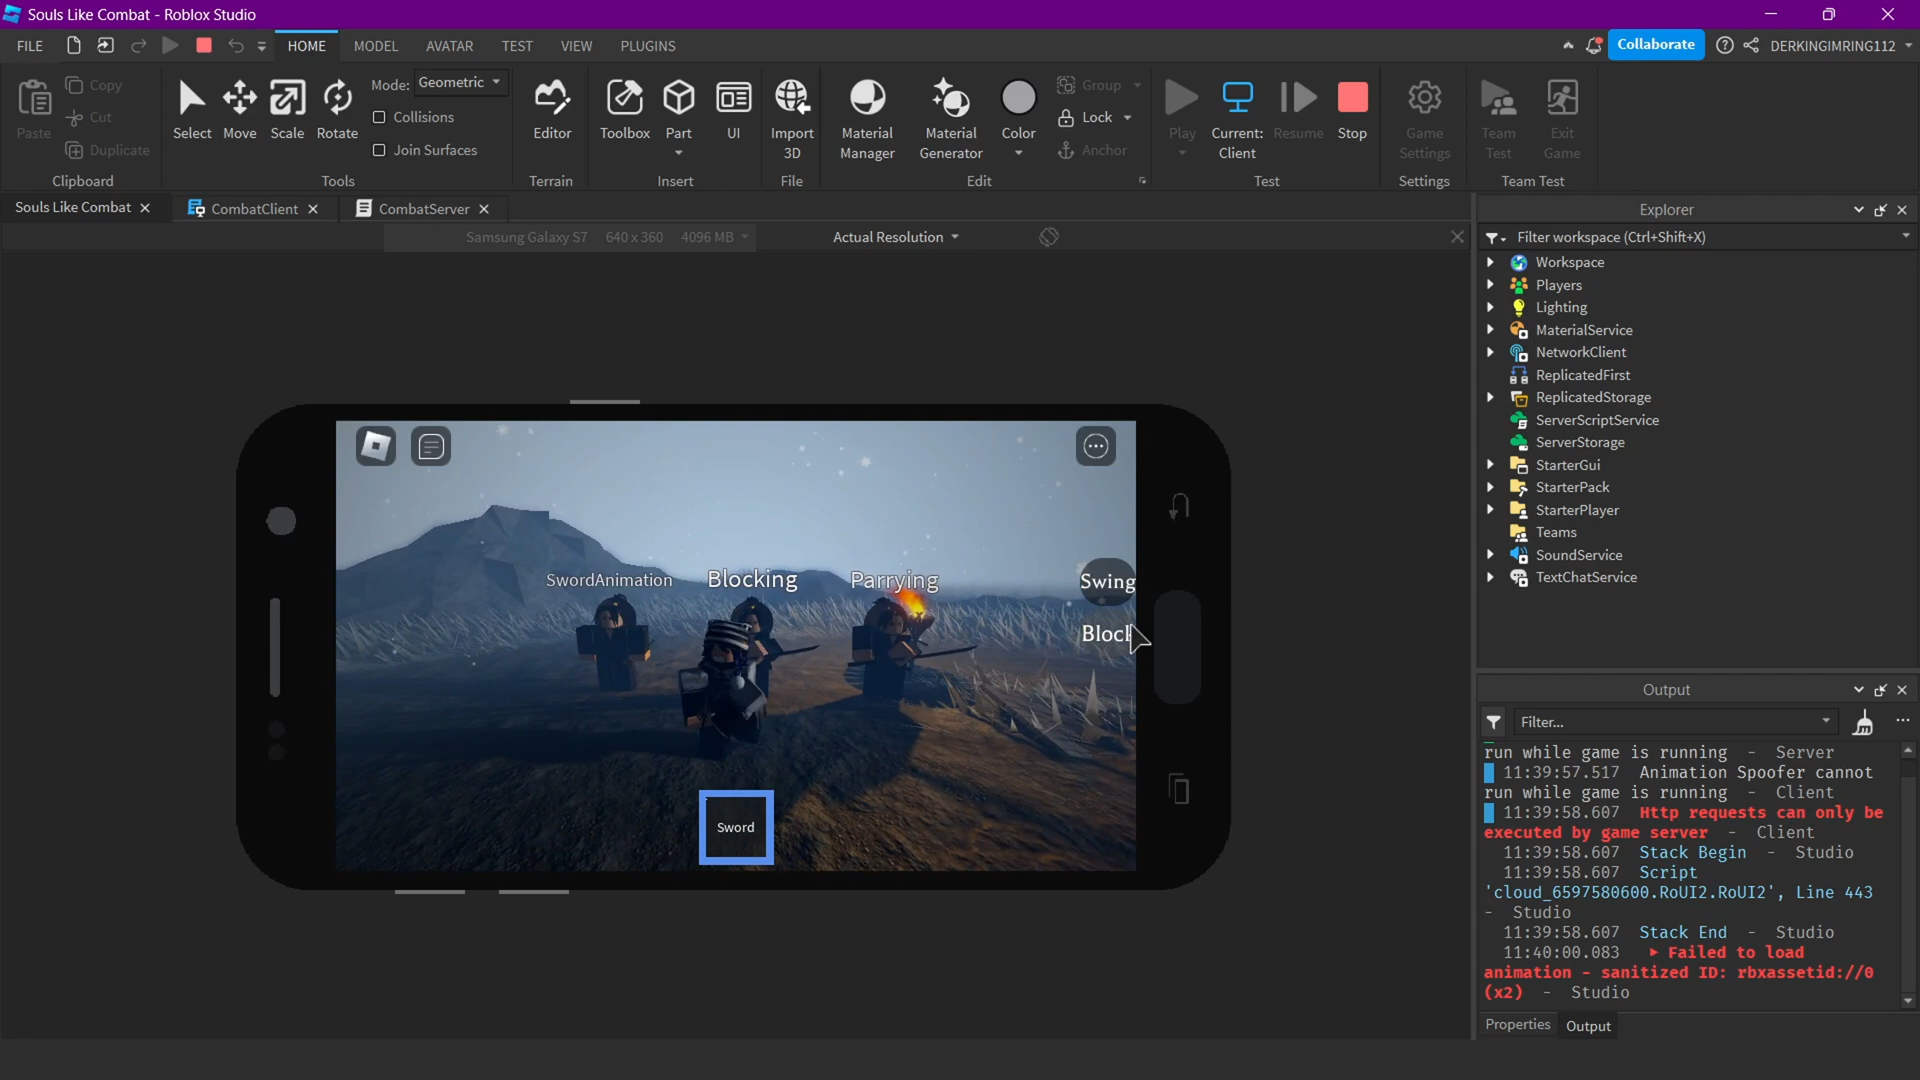 Souls Like Combat - Roblox Studio
FILE HOME MODEL AVATAR TEST VIEW PLUGINS Collaborate DERKINGIMRING112
Paste Copy Cut Duplicate Clipboard
Select Move Scale Rotate Mode: Geometric Collisions Join Surfaces Tools
Editor Terrain
Toolbox Part UI Insert
Import 3D File
Material Manager Material Generator Color Group Lock Anchor Edit
Play Current: Client Resume Stop Test
Game Settings Settings
Team Test Exit Game Team Test
Souls Like Combat CombatClient CombatServer
Samsung Galaxy S7 640 x 360 4096 MB Actual Resolution
SwordAnimation Blocking Parrying
Swing
Block
Sword
Explorer
Filter workspace (Ctrl+Shift+X)
Workspace
Players
Lighting
MaterialService
NetworkClient
ReplicatedFirst
ReplicatedStorage
ServerScriptService
ServerStorage
StarterGui
StarterPack
StarterPlayer
Teams
SoundService
TextChatService
Output
Filter...
run while game is running - Server
11:39:57.517 Animation Spoofer cannot
run while game is running - Client
11:39:58.607 Http requests can only be
executed by game server - Client
11:39:58.607 Stack Begin - Studio
11:39:58.607 Script
'cloud_6597580600.RoUI2.RoUI2', Line 443
- Studio
11:39:58.607 Stack End - Studio
11:40:00.083 Failed to load
animation - sanitized ID: rbxassetid://0
(x2) - Studio
Properties Output